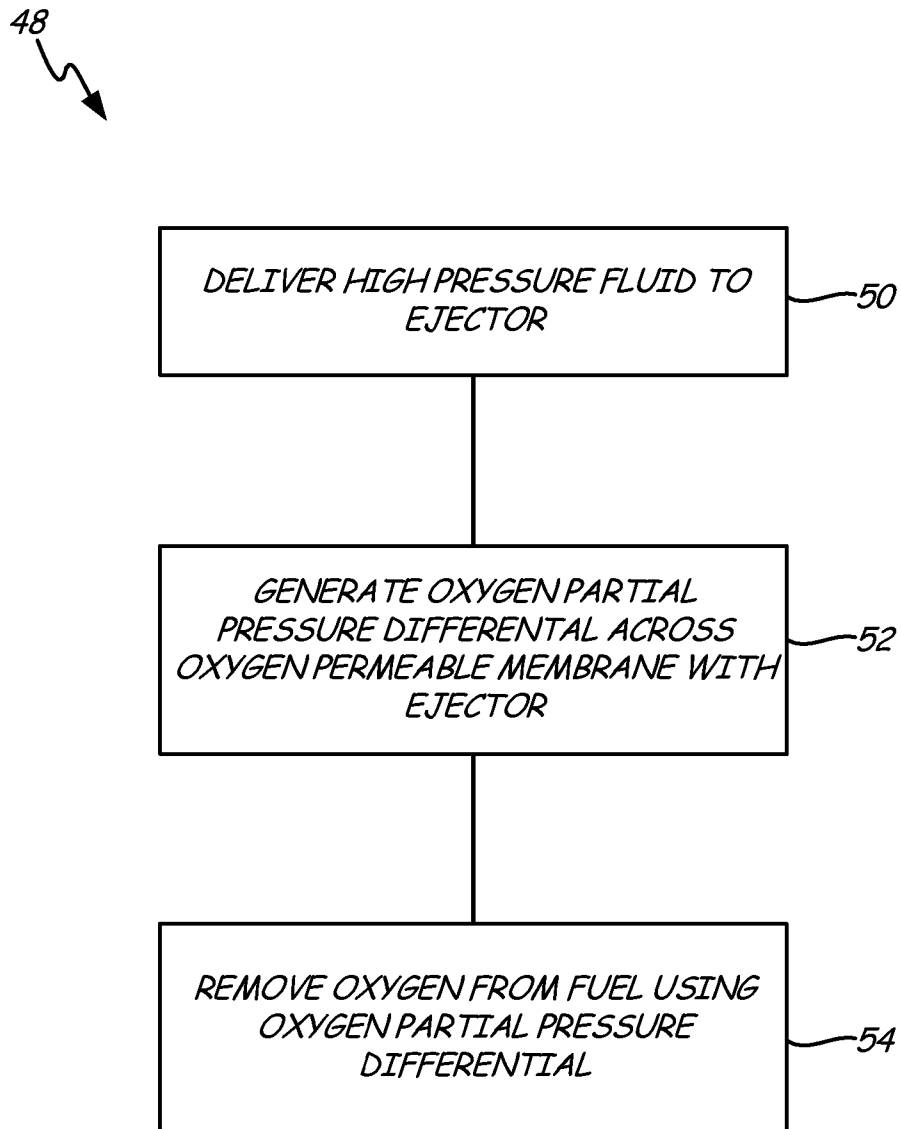 48
DELIVER HIGH PRESSURE FLUID TO
EJECTOR
50
GENERATE OXYGEN PARTIAL
PRESSURE DIFFERENTAL ACROSS
OXYGEN PERMEABLE MEMBRANE WITH
EJECTOR
52
REMOVE OXYGEN FROM FUEL USING
OXYGEN PARTIAL PRESSURE
DIFFERENTIAL
54